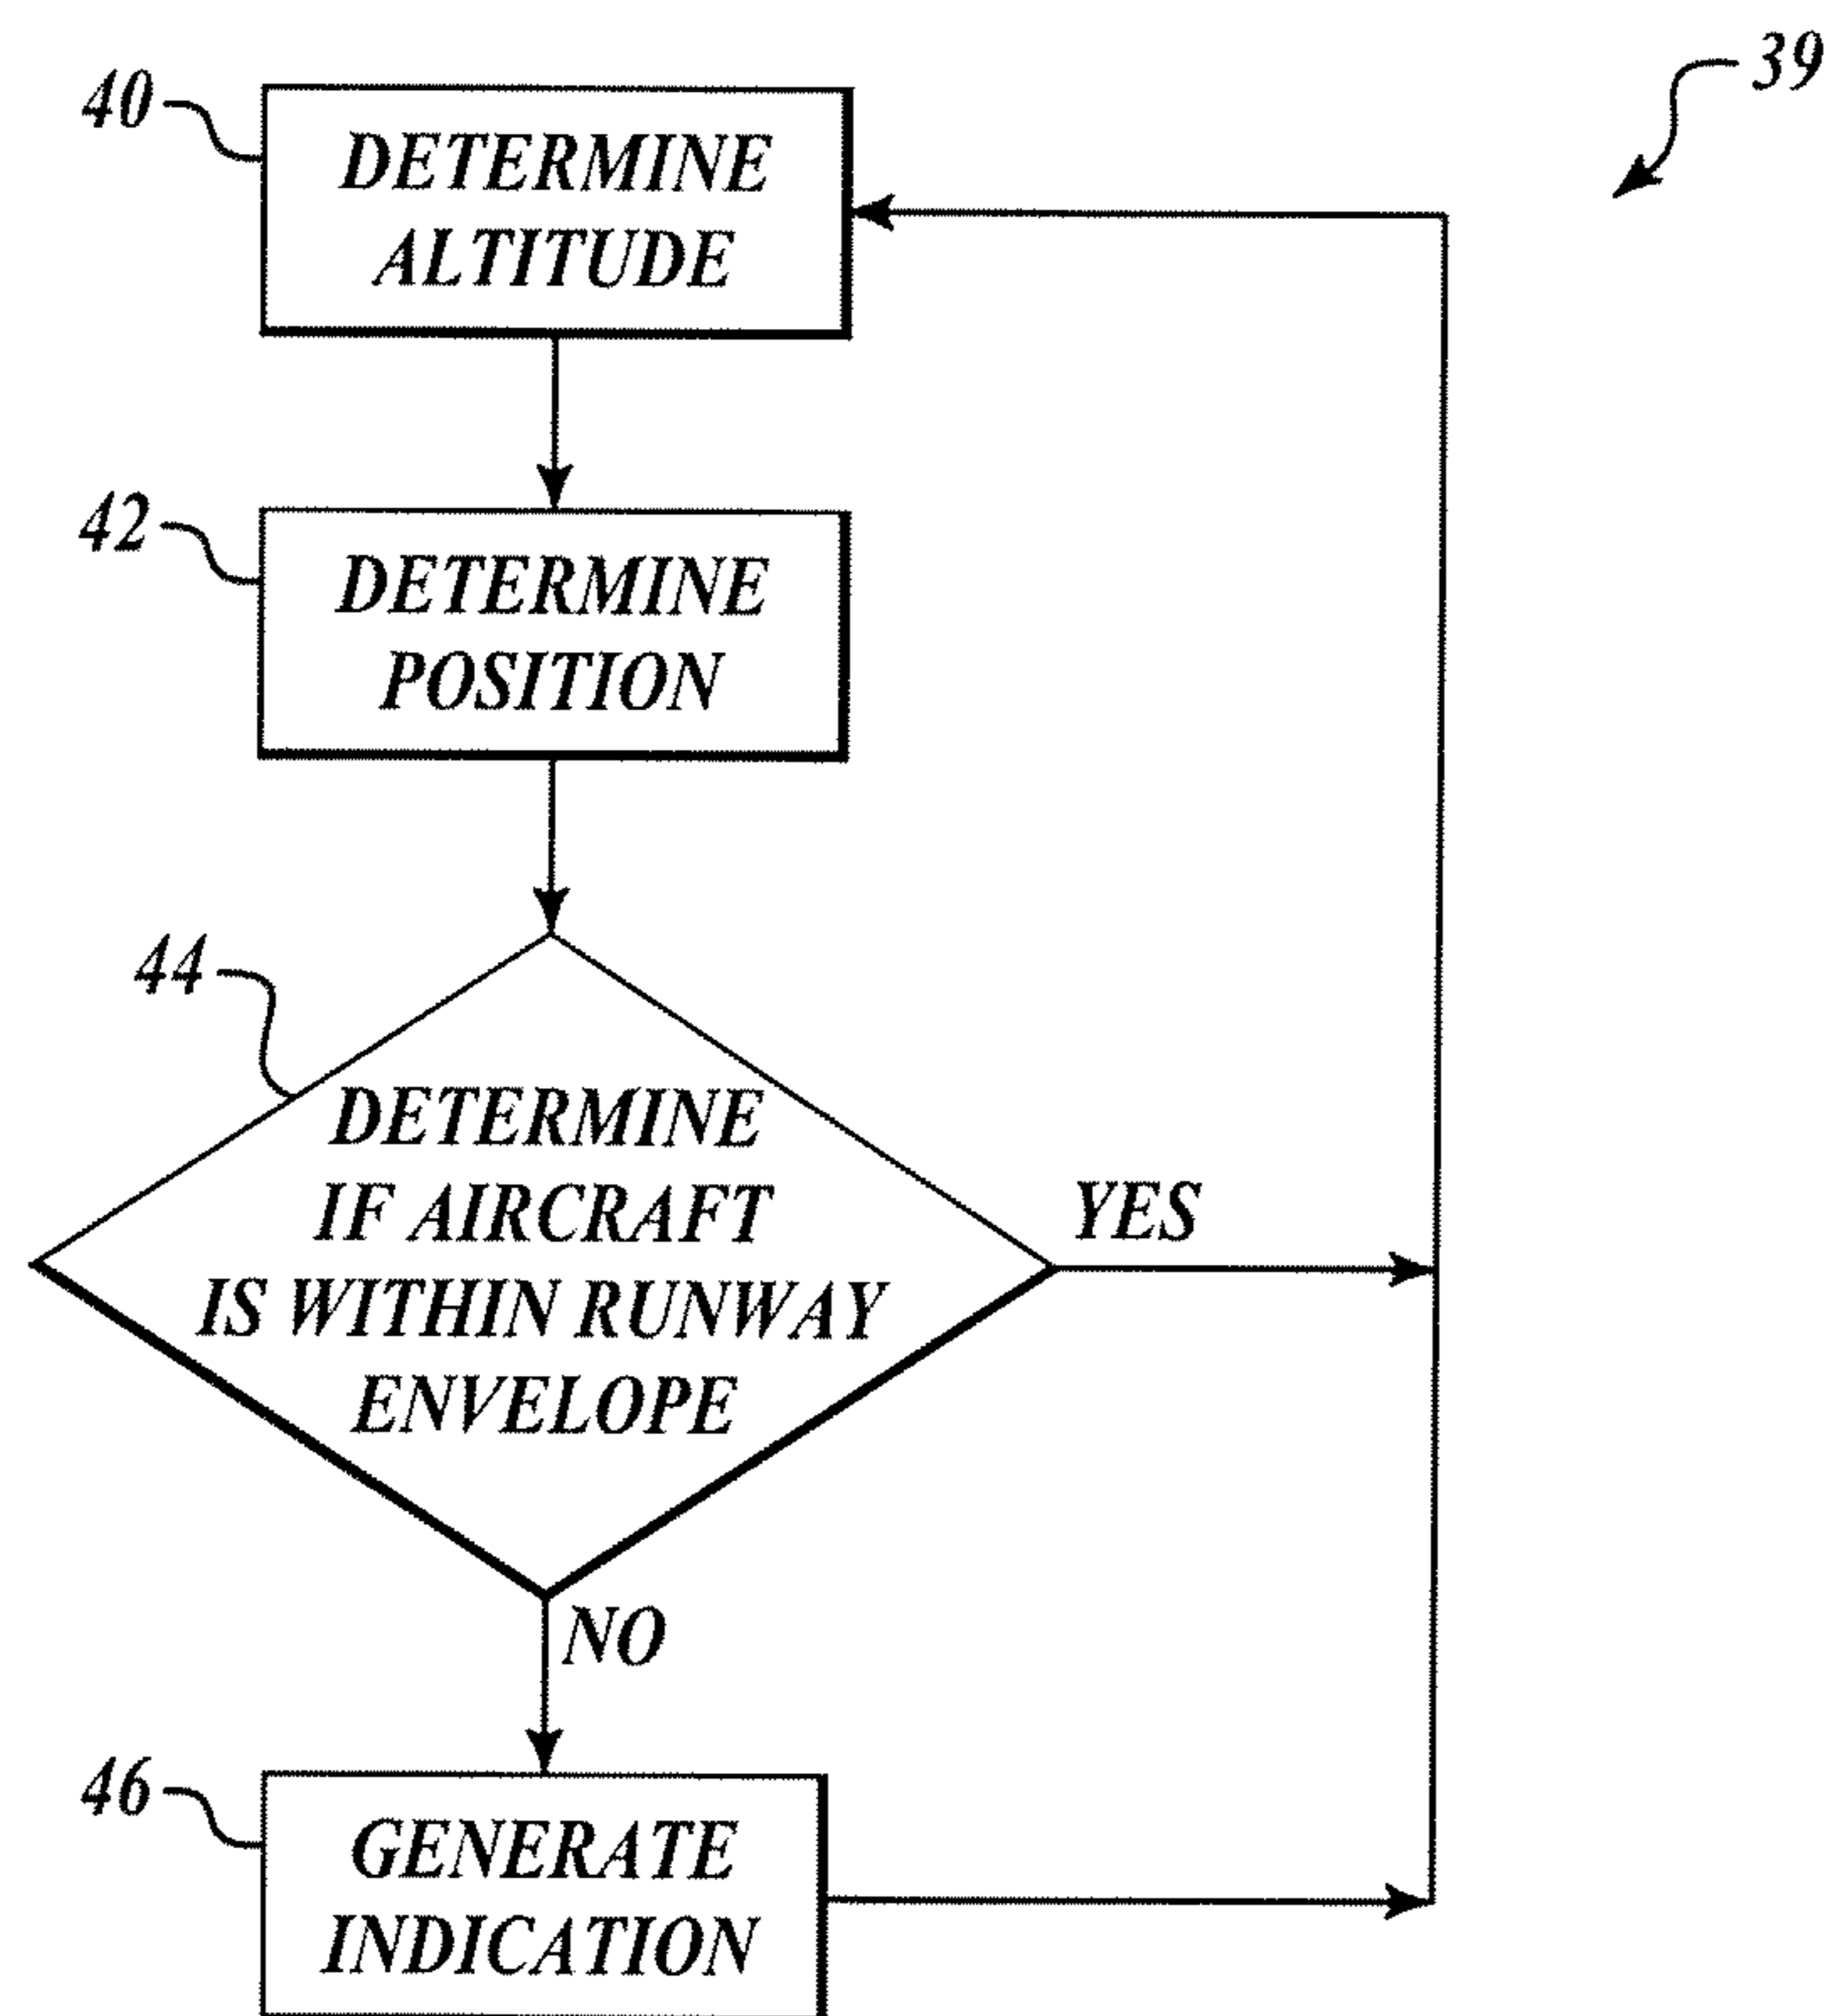 39
40
DETERMINE
ALTITUDE
42
DETERMINE
POSITION
44
DETERMINE
IF AIRCRAFT
IS WITHIN RUNWAY
ENVELOPE
YES
NO
46
GENERATE
INDICATION